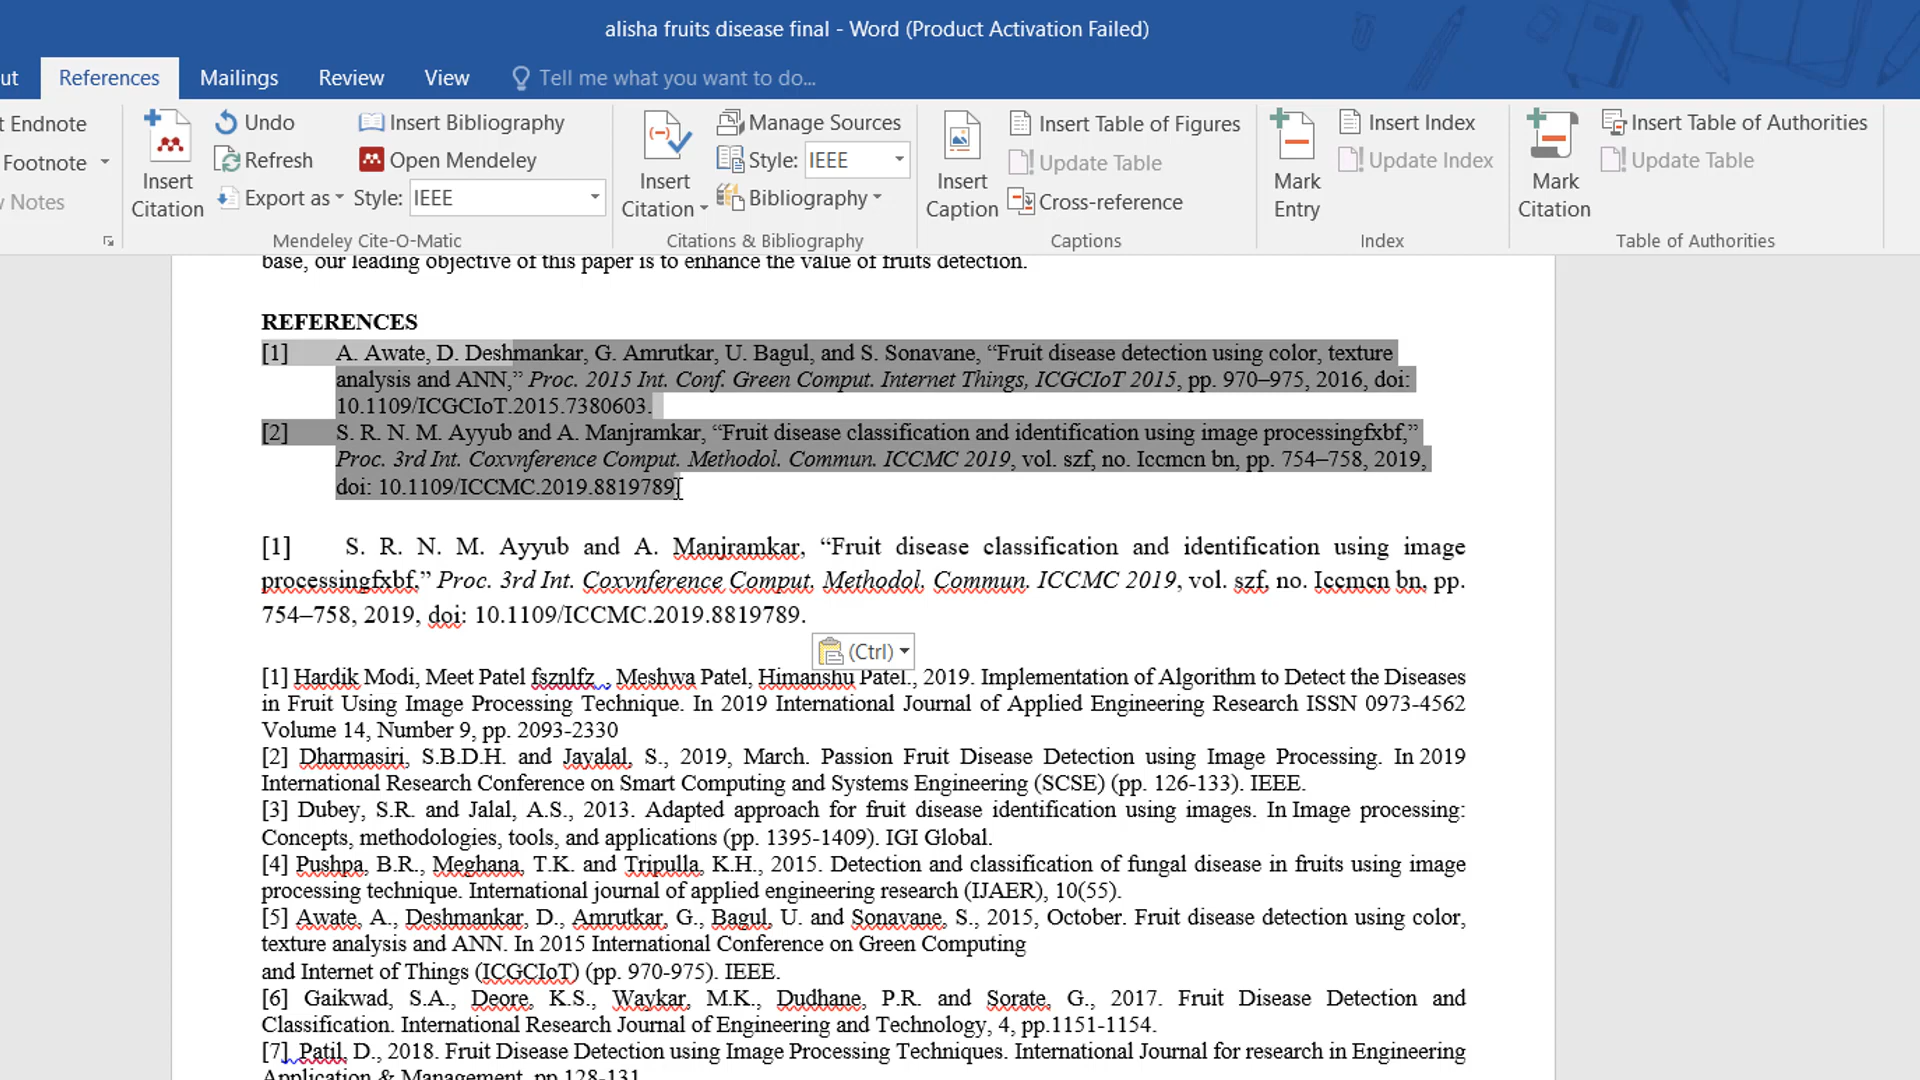 alisha fruits disease final - Word (Product Activation Failed)
ut References Mailings Review View Tell me what you want to do...
t Endnote
Footnote
v Notes
Insert Citation
Undo
Refresh
Export as
Insert Bibliography
Open Mendeley
Style: IEEE
Mendeley Cite-O-Matic
Insert Citation
Manage Sources
Style: IEEE
Bibliography
Citations & Bibliography
Insert Caption
Insert Table of Figures
Update Table
Cross-reference
Captions
Mark Entry
Insert Index
Update Index
Index
Mark Citation
Insert Table of Authorities
Update Table
Table of Authorities
base, our leading objective of this paper is to enhance the value of fruits detection.
REFERENCES
[1] A. Awate, D. Deshmankar, G. Amrutkar, U. Bagul, and S. Sonavane, “Fruit disease detection using color, texture
analysis and ANN,” Proc. 2015 Int. Conf. Green Comput. Internet Things, ICGCIoT 2015, pp. 970–975, 2016, doi:
10.1109/ICGCIoT.2015.7380603.
[2] S. R. N. M. Ayyub and A. Manjramkar, “Fruit disease classification and identification using image processingfxbf,”
Proc. 3rd Int. Coxvnference Comput. Methodol. Commun. ICCMC 2019, vol. szf, no. Iccmcn bn, pp. 754–758, 2019,
doi: 10.1109/ICCMC.2019.8819789.
[1] S. R. N. M. Ayyub and A. Manjramkar, “Fruit disease classification and identification using image
processingfxbf,” Proc. 3rd Int. Coxvnference Comput. Methodol. Commun. ICCMC 2019, vol. szf, no. Iccmcn bn, pp.
754–758, 2019, doi: 10.1109/ICCMC.2019.8819789.
(Ctrl)
[1] Hardik Modi, Meet Patel fsznlfz , Meshwa Patel, Himanshu Patel., 2019. Implementation of Algorithm to Detect the Diseases
in Fruit Using Image Processing Technique. In 2019 International Journal of Applied Engineering Research ISSN 0973-4562
Volume 14, Number 9, pp. 2093-2330
[2] Dharmasiri, S.B.D.H. and Jayalal, S., 2019, March. Passion Fruit Disease Detection using Image Processing. In 2019
International Research Conference on Smart Computing and Systems Engineering (SCSE) (pp. 126-133). IEEE.
[3] Dubey, S.R. and Jalal, A.S., 2013. Adapted approach for fruit disease identification using images. In Image processing:
Concepts, methodologies, tools, and applications (pp. 1395-1409). IGI Global.
[4] Pushpa, B.R., Meghana, T.K. and Tripulla, K.H., 2015. Detection and classification of fungal disease in fruits using image
processing technique. International journal of applied engineering research (IJAER), 10(55).
[5] Awate, A., Deshmankar, D., Amrutkar, G., Bagul, U. and Sonavane, S., 2015, October. Fruit disease detection using color,
texture analysis and ANN. In 2015 International Conference on Green Computing
and Internet of Things (ICGCIoT) (pp. 970-975). IEEE.
[6] Gaikwad, S.A., Deore, K.S., Waykar, M.K., Dudhane, P.R. and Sorate, G., 2017. Fruit Disease Detection and
Classification. International Research Journal of Engineering and Technology, 4, pp.1151-1154.
[7] Patil, D., 2018. Fruit Disease Detection using Image Processing Techniques. International Journal for research in Engineering
Application & Management, pp.128-131.